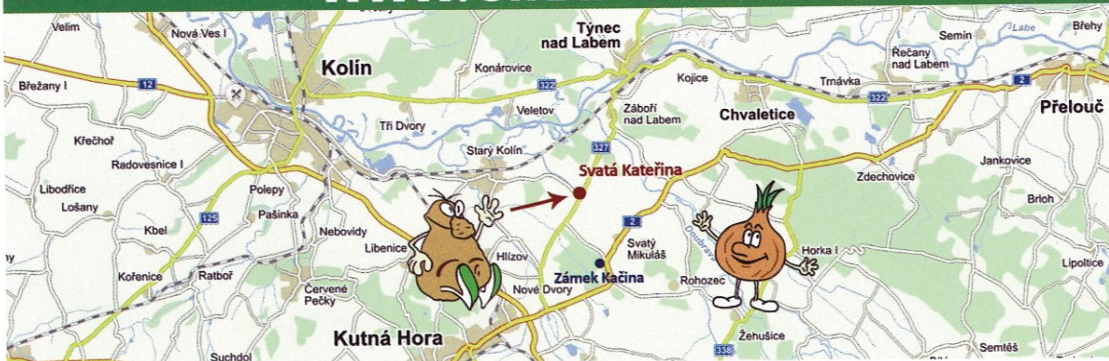 Velim
Nová Ves I
Kolín
Konárovice
Týnec
nad Labem
Kojice
Řečany
nad Labem
Semín
Labe
Břehy
Břežany I
12
322
Veletov
Záboří
nad Labem
Trnávka
322
2
Přelouč
Chvaletice
Křečhoř
Tři Dvory
327
Radovesnice I
Starý Kolín
Svatá Kateřina
Jankovice
Zdechovice
Libodřice
Polepy
Brloh
Lošany
125
Pašinka
2
Kbel
Nebovidy
Libenice
Hlízov
Svatý
Mikuláš
Doubrava
Horka I
Lipoltice
Kořenice
Ratboř
Červené
Pečky
Nové Dvory
Zámek Kačina
Rohozec
Kutná Hora
Žehušice
338
Semtěš
Suchdol